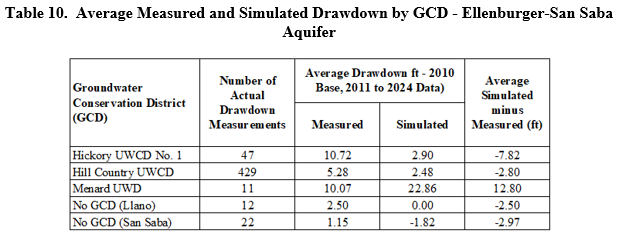 Table 10. Average Measured and Simulated Drawdown by GCD - Ellenburger-San Saba
Aquifer
Groundwater
Conservation District
(GCD)
Number of
Actual
Drawdown
Measurements
Average Drawdown ft - 2010
Base, 2011 to 2024 Data)
Measured Simulated
Average
Simulated
minus
Measured (ft)
Hickory UWCD No. 1 47 10.72 2.90 -7.82
Hill Country UWCD 429 5.28 2.48 -2.80
Menard UWD 11 10.07 22.86 12.80
No GCD (Llano) 12 2.50 0.00 -2.50
No GCD (San Saba) 22 1.15 -1.82 -2.97